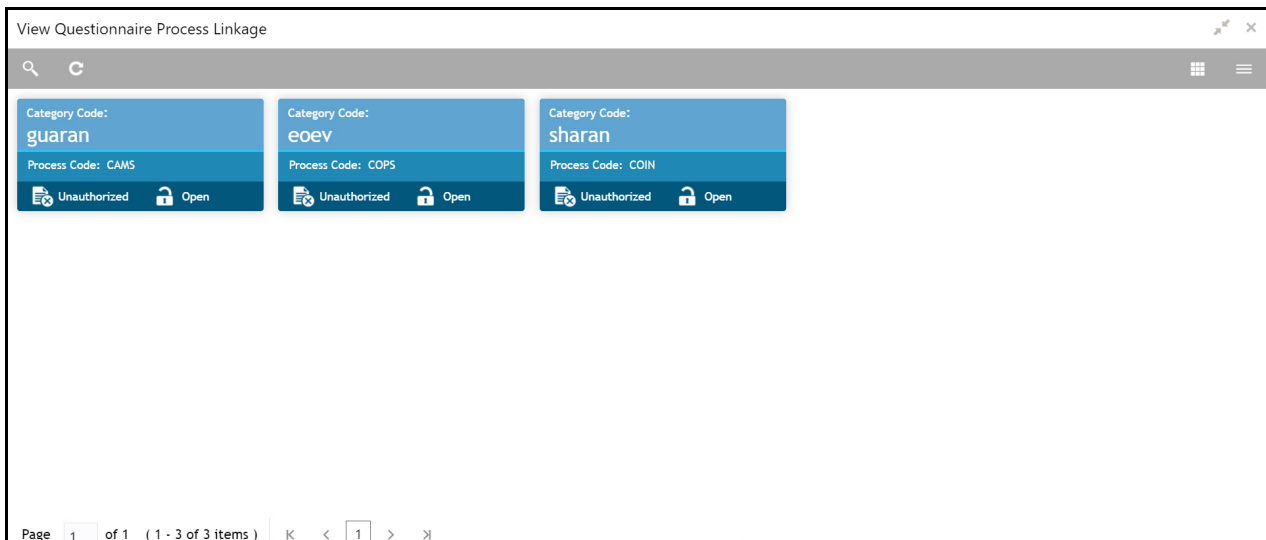 View Questionnaire Process Linkage
Category Code:
guaran
Process Code: CAMS
Unauthorized Open
Category Code:
eoev
Process Code: COPS
Unauthorized Open
Category Code:
sharan
Process Code: COIN
Unauthorized Open
Page 1 of 1 ( 1 - 3 of 3 items ) 1